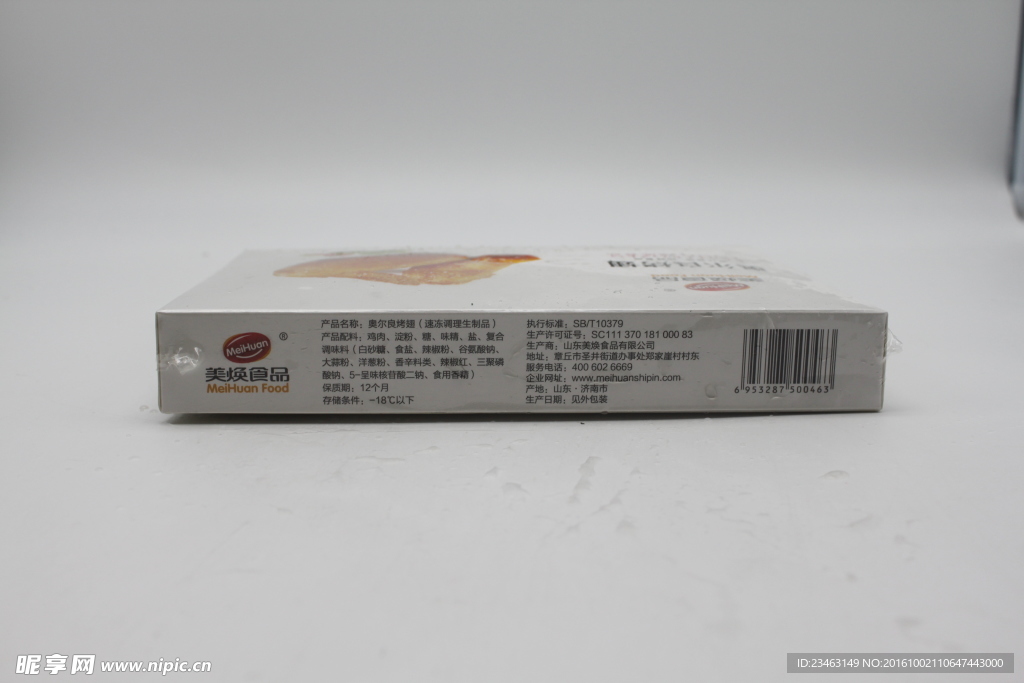 MeiHuan ®
美焕食品
MeiHuan Food
产品名称：奥尔良烤翅（速冻调理生制品）
产品配料：鸡肉、淀粉、糖、味精、盐、复合
调味料（白砂糖、食盐、辣椒粉、谷氨酸钠、
大蒜粉、洋葱粉、香辛料类、辣椒红、三聚磷
酸钠、5-呈味核苷酸二钠、食用香精）
保质期：12个月
存储条件：-18℃以下
执行标准：SB/T10379
生产许可证号：SC111 370 181 000 83
生产商：山东美焕食品有限公司
地址：章丘市圣井街道办事处郑家崖村村东
服务电话：400 602 6669
企业网址：www.meihuanshipin.com
产地：山东·济南市
生产日期：见外包装
6 953287 500463
昵享网 www.nipic.cn
ID:23463149 NO:20161002110647443000